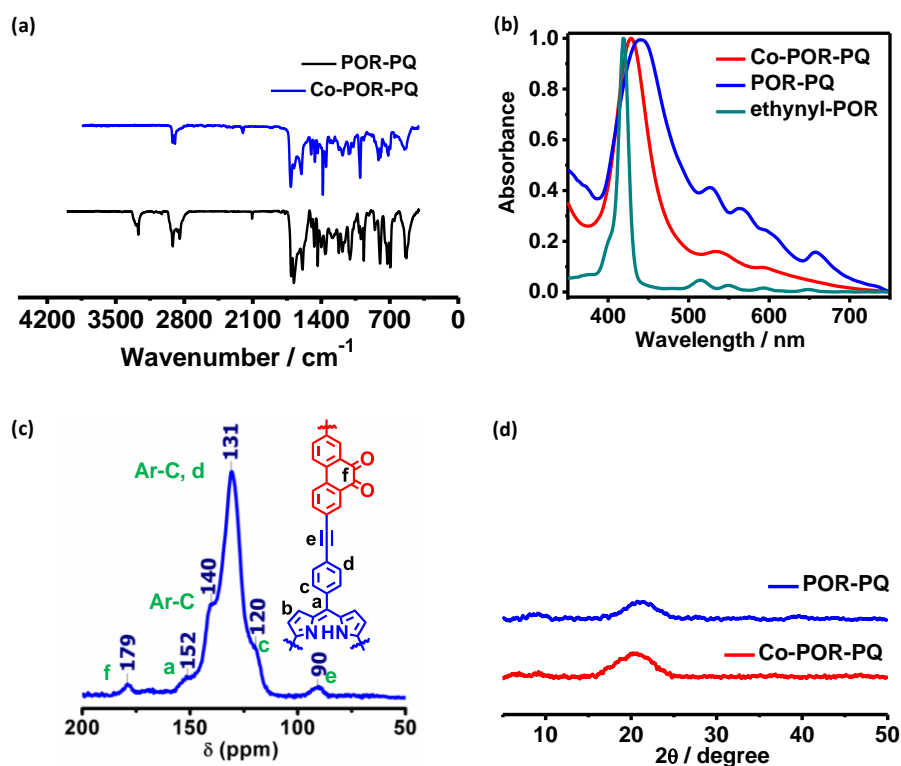 (a)
POR-PQ
Co-POR-PQ
4200 3500 2800 2100 1400 700 0
Wavenumber / cm-1
(b)
Co-POR-PQ
POR-PQ
ethynyl-POR
1.0
0.8
0.6
0.4
0.2
0.0
Absorbance
400 500 600 700
Wavelength / nm
(c)
131
Ar-C, d
140
Ar-C
120
c
152
a
179
f
90
e
200 150 100 50
δ (ppm)
O
f
O
e
d
c
a
b
N HN
(d)
POR-PQ
Co-POR-PQ
10 20 30 40 50
2θ / degree